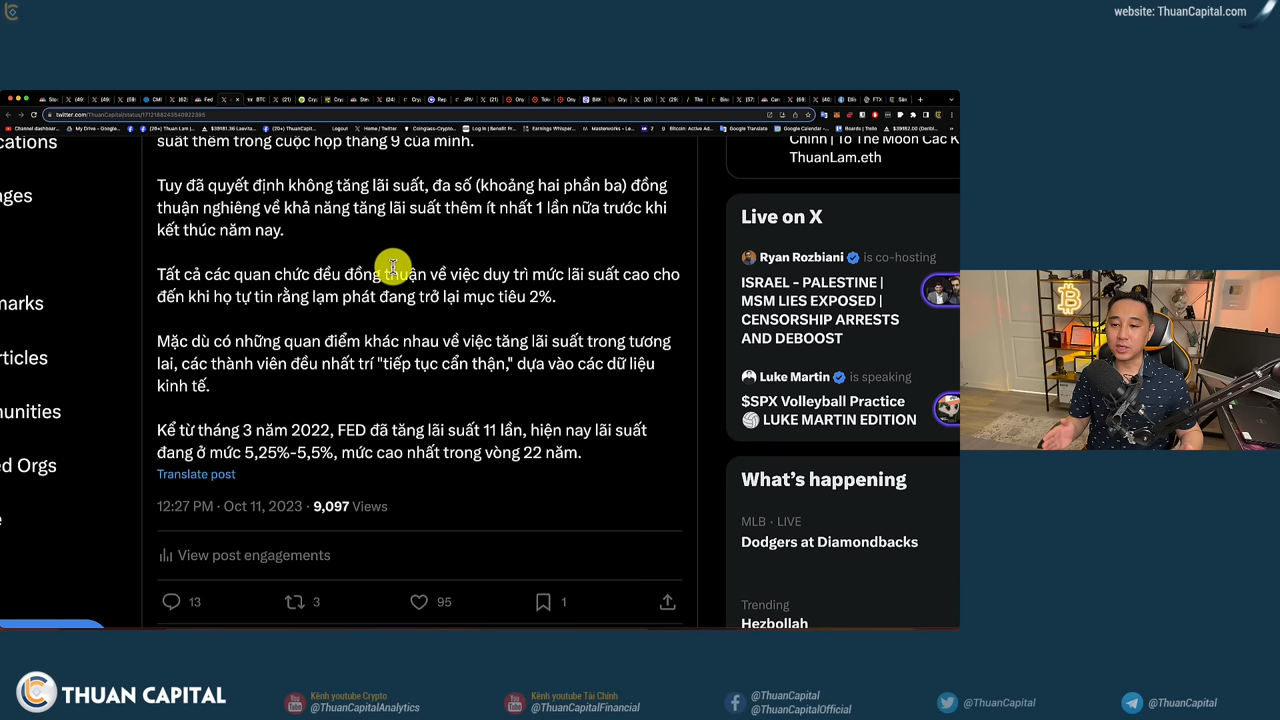 website: ThuanCapital.com
twitter.com/ThuanCapital/status/1712188243540922395
suất thêm trong cuộc họp tháng 9 của mình.
Tuy đã quyết định không tăng lãi suất, đa số (khoảng hai phần ba) đồng
thuận nghiêng về khả năng tăng lãi suất thêm ít nhất 1 lần nữa trước khi
kết thúc năm nay.
Tất cả các quan chức đều đồng thuận về việc duy trì mức lãi suất cao cho
đến khi họ tự tin rằng lạm phát đang trở lại mục tiêu 2%.
Mặc dù có những quan điểm khác nhau về việc tăng lãi suất trong tương
lai, các thành viên đều nhất trí "tiếp tục cẩn thận," dựa vào các dữ liệu
kinh tế.
Kể từ tháng 3 năm 2022, FED đã tăng lãi suất 11 lần, hiện nay lãi suất
đang ở mức 5,25%-5,5%, mức cao nhất trong vòng 22 năm.
Translate post
12:27 PM · Oct 11, 2023 · 9,097 Views
View post engagements
13 3 95 1
cations
ges
marks
rticles
unities
d Orgs
Chinh | To The Moon Các K
ThuanLam.eth
Live on X
Ryan Rozbiani is co-hosting
ISRAEL - PALESTINE |
MSM LIES EXPOSED |
CENSORSHIP ARRESTS
AND DEBOOST
Luke Martin is speaking
$SPX Volleyball Practice
LUKE MARTIN EDITION
What's happening
MLB · LIVE
Dodgers at Diamondbacks
Trending
Hezbollah
THUAN CAPITAL
Kênh youtube Crypto
@ThuanCapitalAnalytics
Kênh youtube Tài Chính
@ThuanCapitalFinancial
@ThuanCapital
@ThuanCapitalOfficial
@ThuanCapital
@ThuanCapital